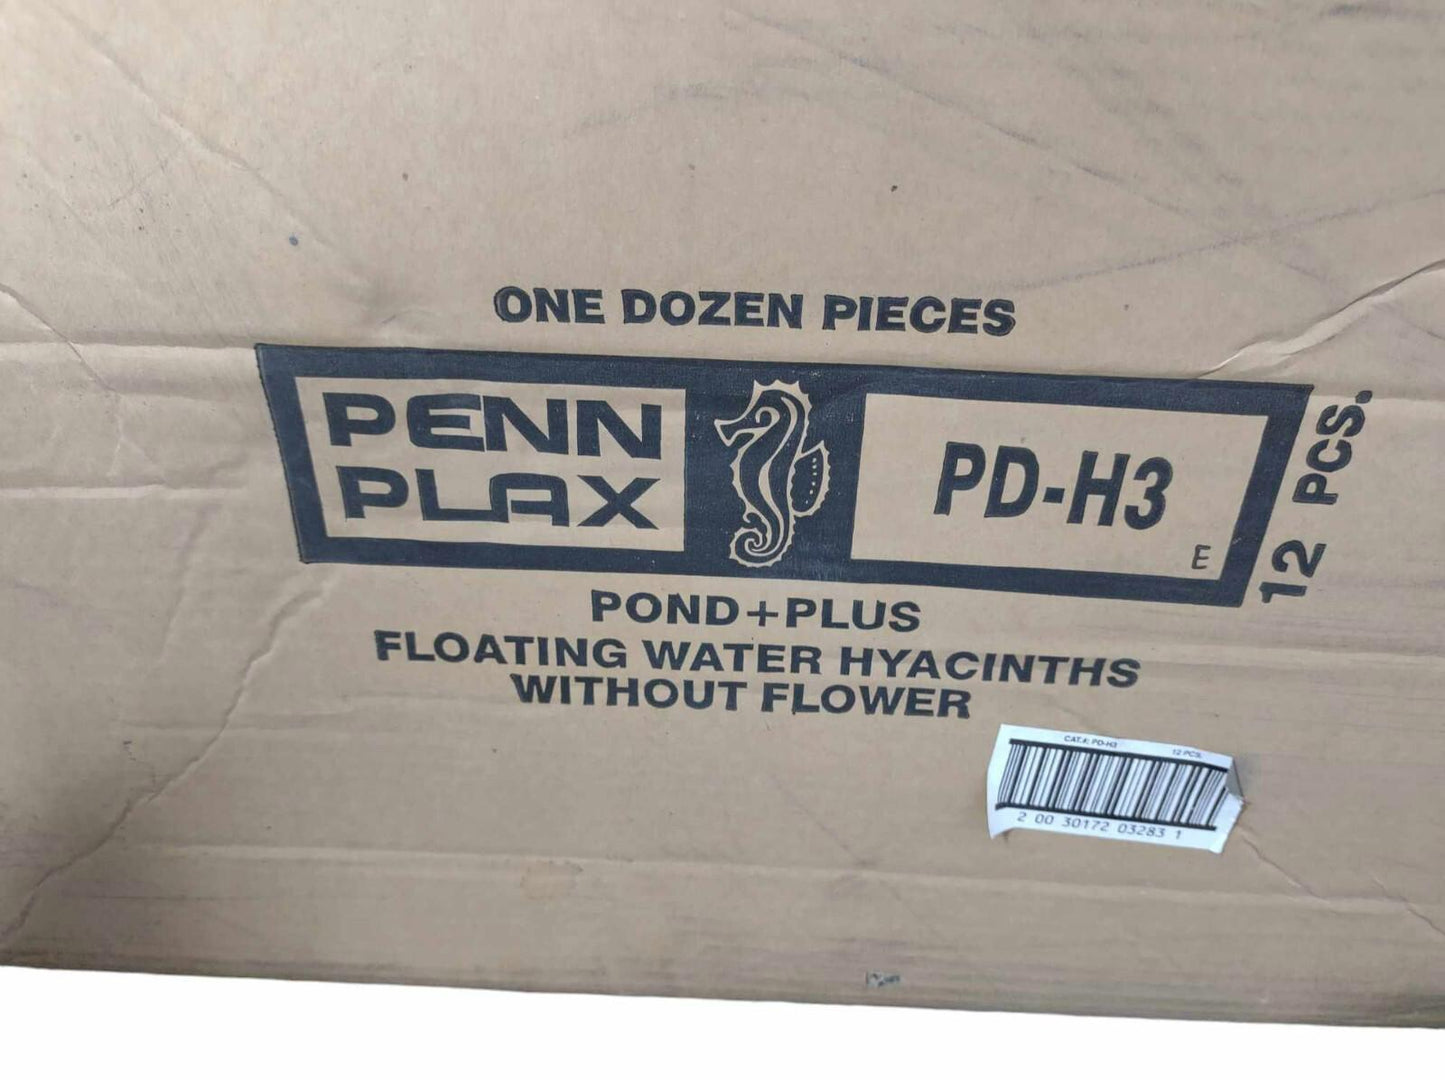 ONE DOZEN PIECES
PENN
PLAX
PD-H3
E
12 PCS.
POND+PLUS
FLOATING WATER HYACINTHS
WITHOUT FLOWER
CAT.#: PD-H3 12 PCS.
2 00 30172 03283 1